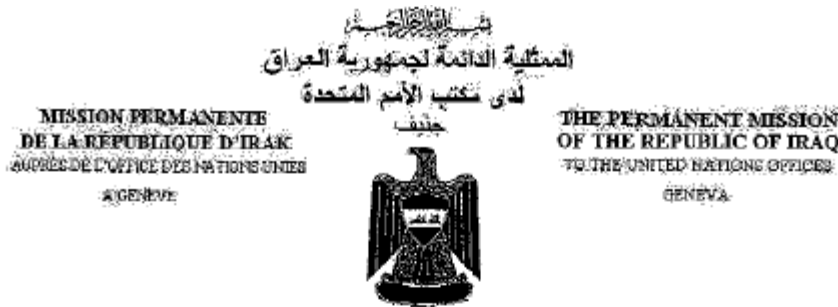 بسم الله الرحمن الرحيم
الممثلية الدائمة لجمهورية العراق
لدى مكتب الأمم المتحدة
جنيف
MISSION PERMANENTE
DE LA REPUBLIQUE D'IRAK
AUPRES DE L'OFFICE DES NATIONS UNIES
A GENEVE
THE PERMANENT MISSION
OF THE REPUBLIC OF IRAQ
TO THE UNITED NATIONS OFFICES
GENEVA